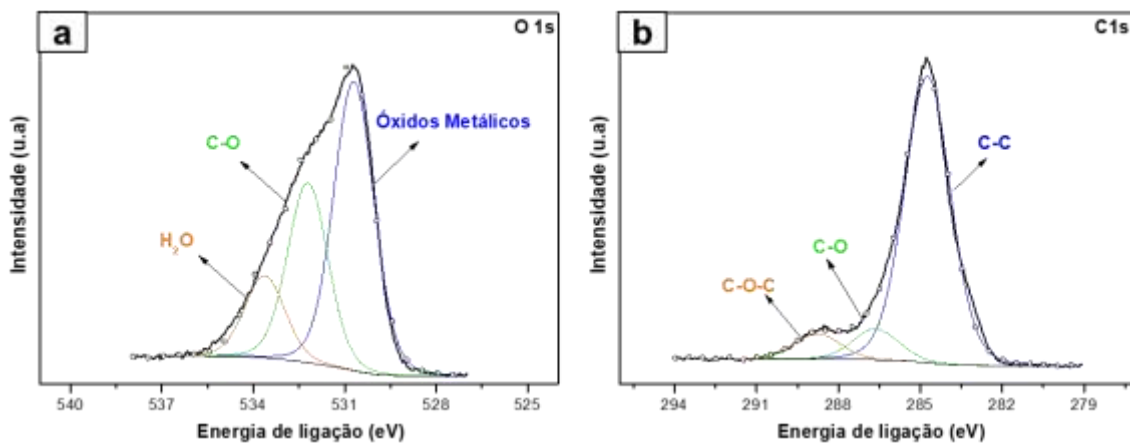 a
O 1s
Intensidade (u.a)
C-O
Óxidos Metálicos
H₂O
540 537 534 531 528 525
Energia de ligação (eV)
b
C1s
Intensidade (u.a)
C-C
C-O
C-O-C
294 291 288 285 282 279
Energia de ligação (eV)